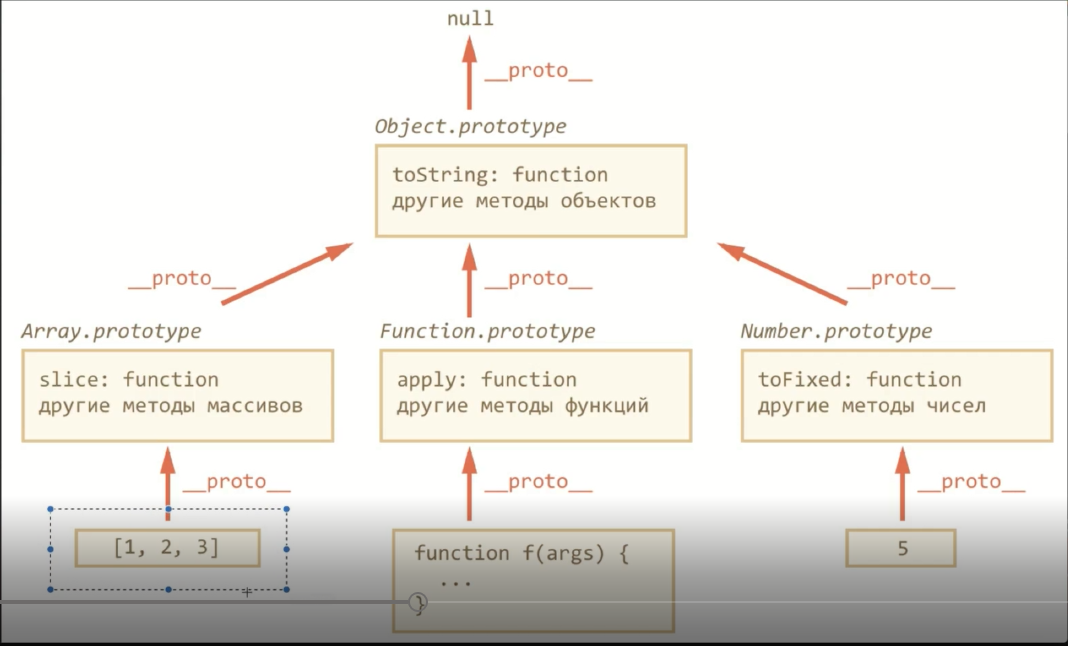 null
__proto__
Object.prototype
toString: function
другие методы объектов
__proto__
__proto__
__proto__
Array.prototype
Function.prototype
Number.prototype
slice: function
другие методы массивов
apply: function
другие методы функций
toFixed: function
другие методы чисел
__proto__
__proto__
__proto__
[1, 2, 3]
function f(args) {
...
}
5